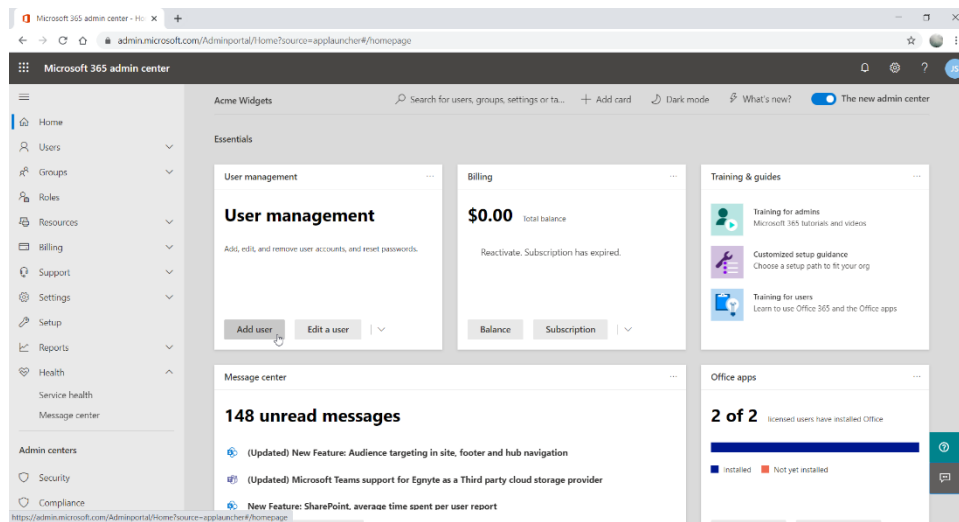 Microsoft 365 admin center - Ho
admin.microsoft.com/Adminportal/Home?source=applauncher#/homepage
Microsoft 365 admin center
JS
Acme Widgets
Search for users, groups, settings or ta...
Add card
Dark mode
What's new?
The new admin center
Home
Users
Groups
Roles
Resources
Billing
Support
Settings
Setup
Reports
Health
Service health
Message center
Admin centers
Security
Compliance
https://admin.microsoft.com/Adminportal/Home?source=applauncher#/homepage
Essentials
User management
User management
Add, edit, and remove user accounts, and reset passwords.
Add user
Edit a user
Billing
$0.00 Total balance
Reactivate. Subscription has expired.
Balance
Subscription
Training & guides
Training for admins
Microsoft 365 tutorials and videos
Customized setup guidance
Choose a setup path to fit your org
Training for users
Learn to use Office 365 and the Office apps
Message center
148 unread messages
(Updated) New Feature: Audience targeting in site, footer and hub navigation
(Updated) Microsoft Teams support for Egnyte as a Third party cloud storage provider
New Feature: SharePoint, average time spent per user report
Office apps
2 of 2 licensed users have installed Office
Installed
Not yet installed